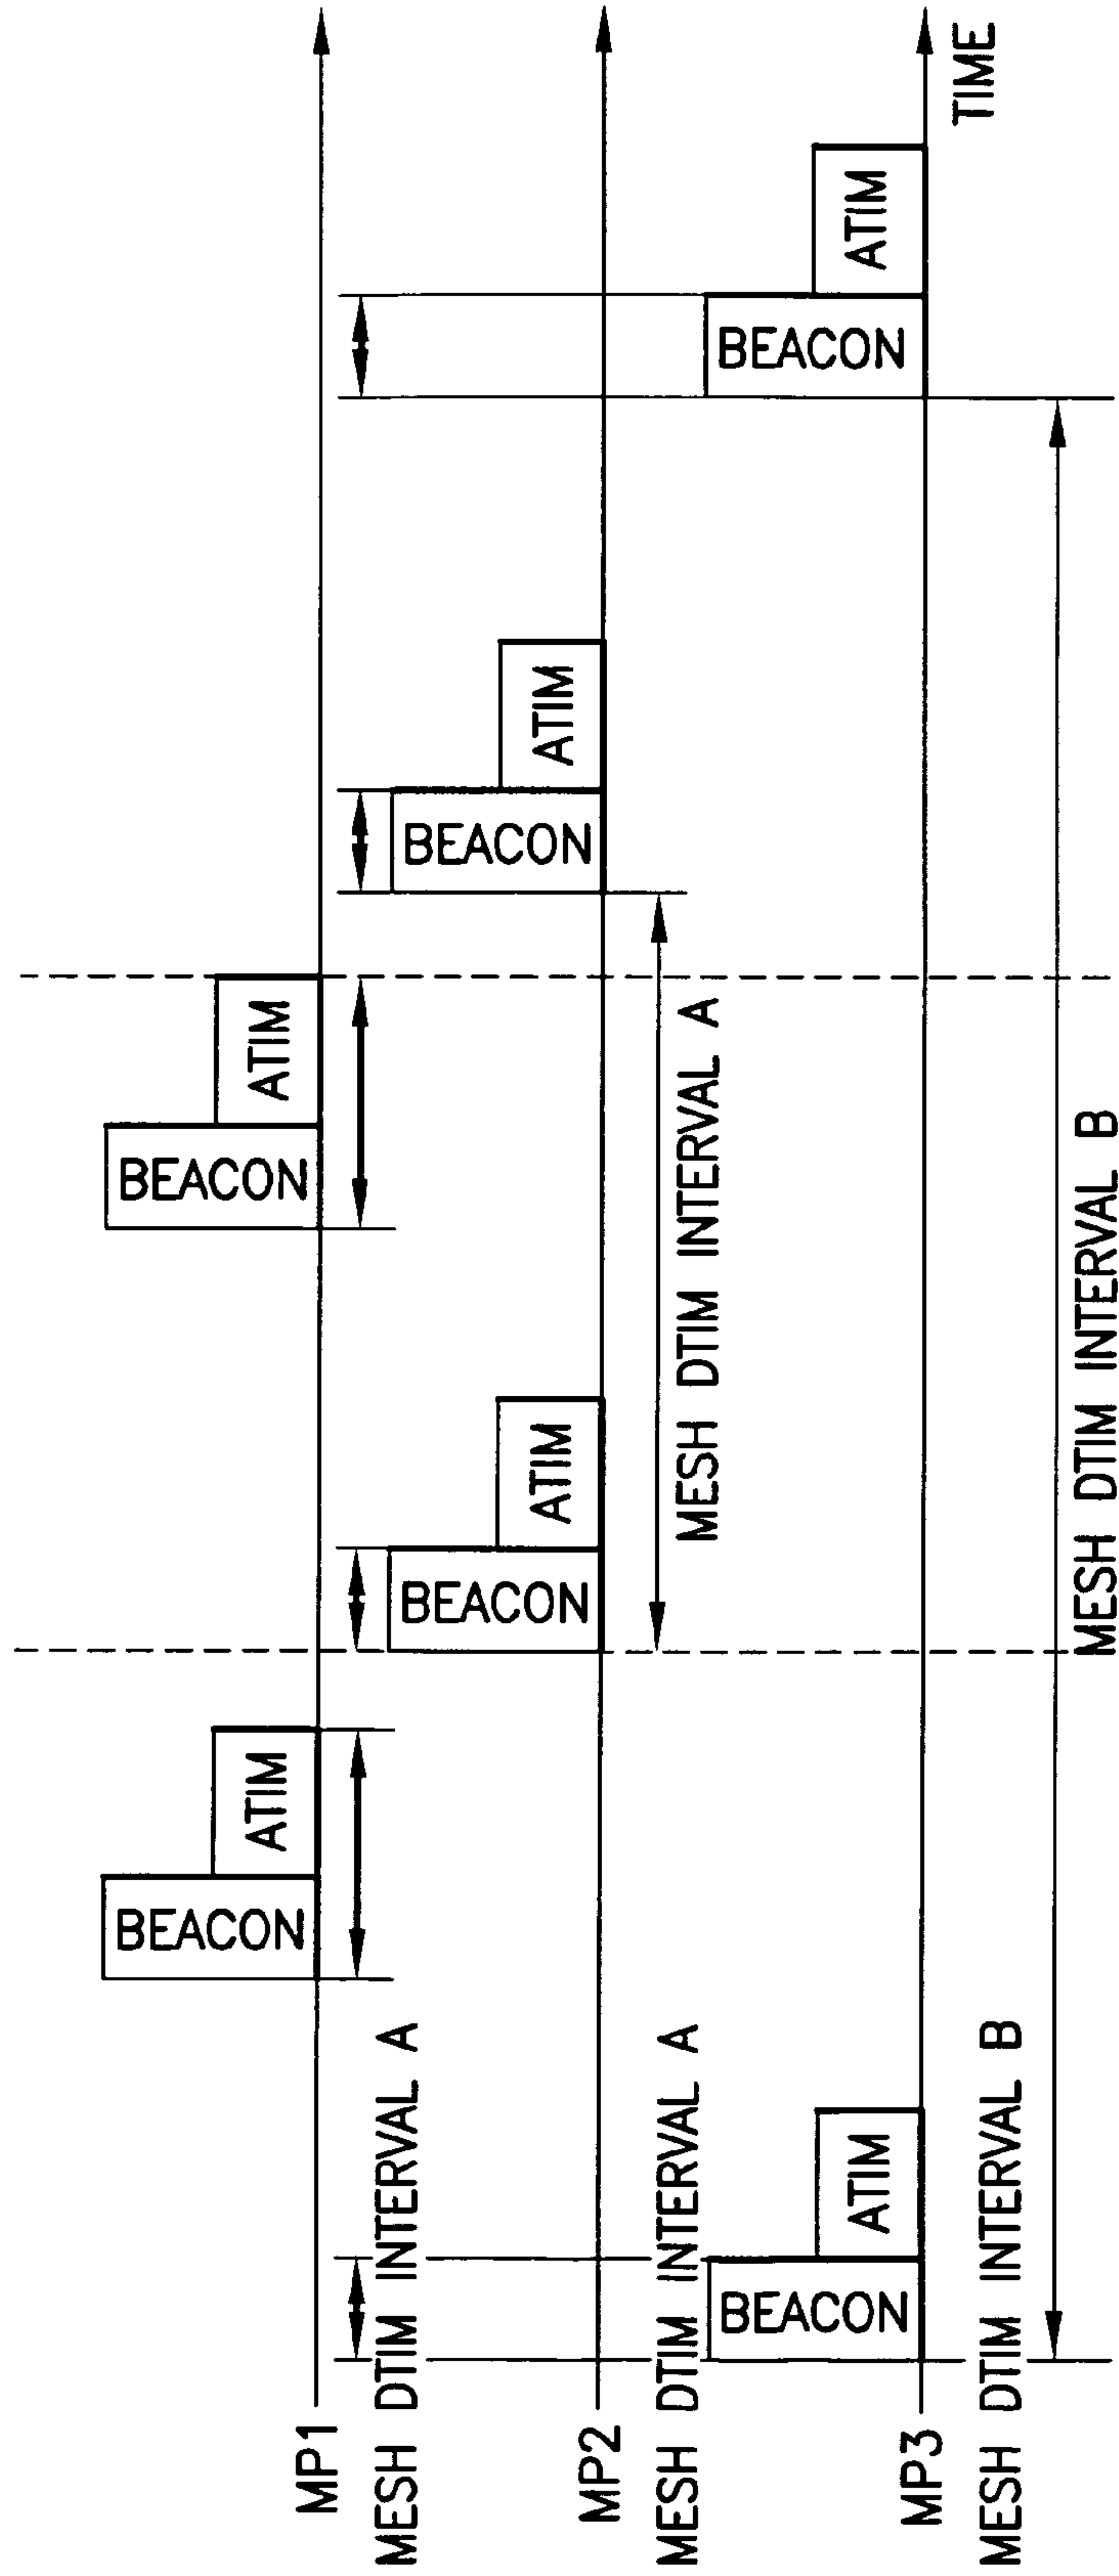 MP1
MESH DTIM INTERVAL A
BEACON
ATIM
BEACON
ATIM
MP2
MESH DTIM INTERVAL A
BEACON
ATIM
BEACON
ATIM
MESH DTIM INTERVAL A
MP3
MESH DTIM INTERVAL B
BEACON
ATIM
BEACON
ATIM
TIME
MESH DTIM INTERVAL B